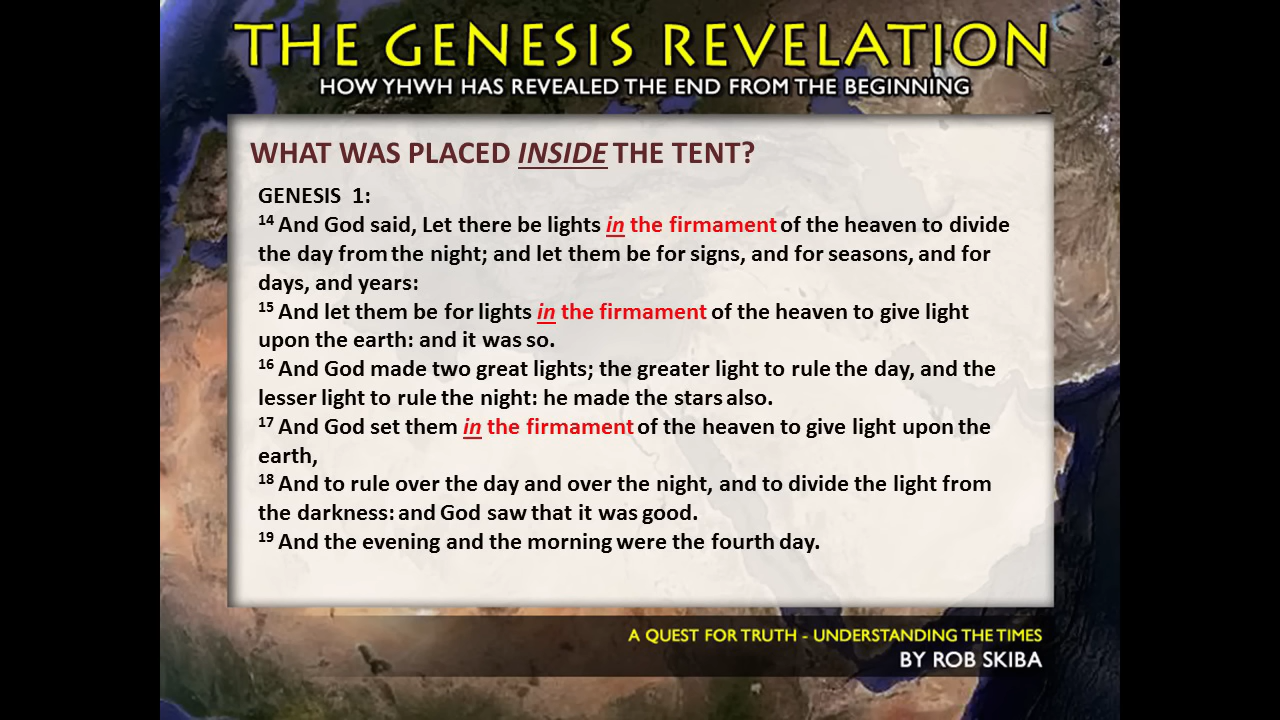 THE GENESIS REVELATION
HOW YHWH HAS REVEALED THE END FROM THE BEGINNING
WHAT WAS PLACED INSIDE THE TENT?
GENESIS 1:
14 And God said, Let there be lights in the firmament of the heaven to divide
the day from the night; and let them be for signs, and for seasons, and for
days, and years:
15 And let them be for lights in the firmament of the heaven to give light
upon the earth: and it was so.
16 And God made two great lights; the greater light to rule the day, and the
lesser light to rule the night: he made the stars also.
17 And God set them in the firmament of the heaven to give light upon the
earth,
18 And to rule over the day and over the night, and to divide the light from
the darkness: and God saw that it was good.
19 And the evening and the morning were the fourth day.
A QUEST FOR TRUTH - UNDERSTANDING THE TIMES
BY ROB SKIBA